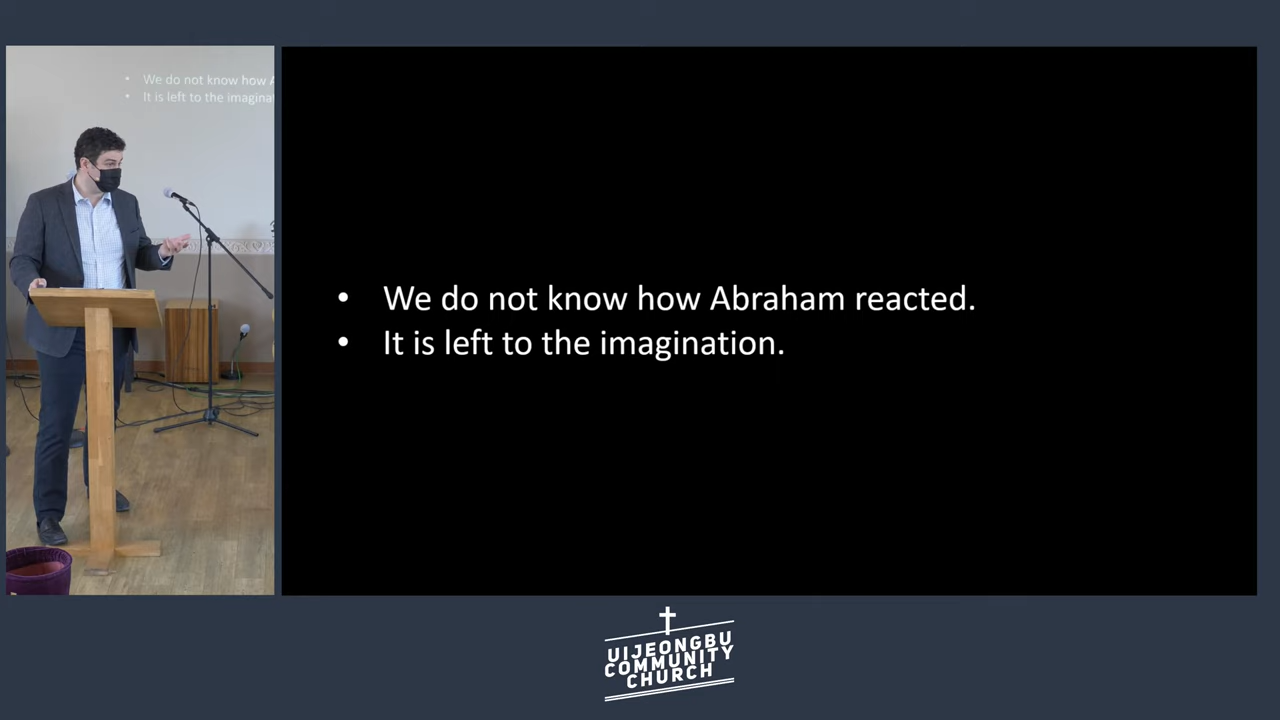 • We do not know how A
• It is left to the imaginat
• We do not know how Abraham reacted.
• It is left to the imagination.
UIJEONGBU
COMMUNITY
CHURCH